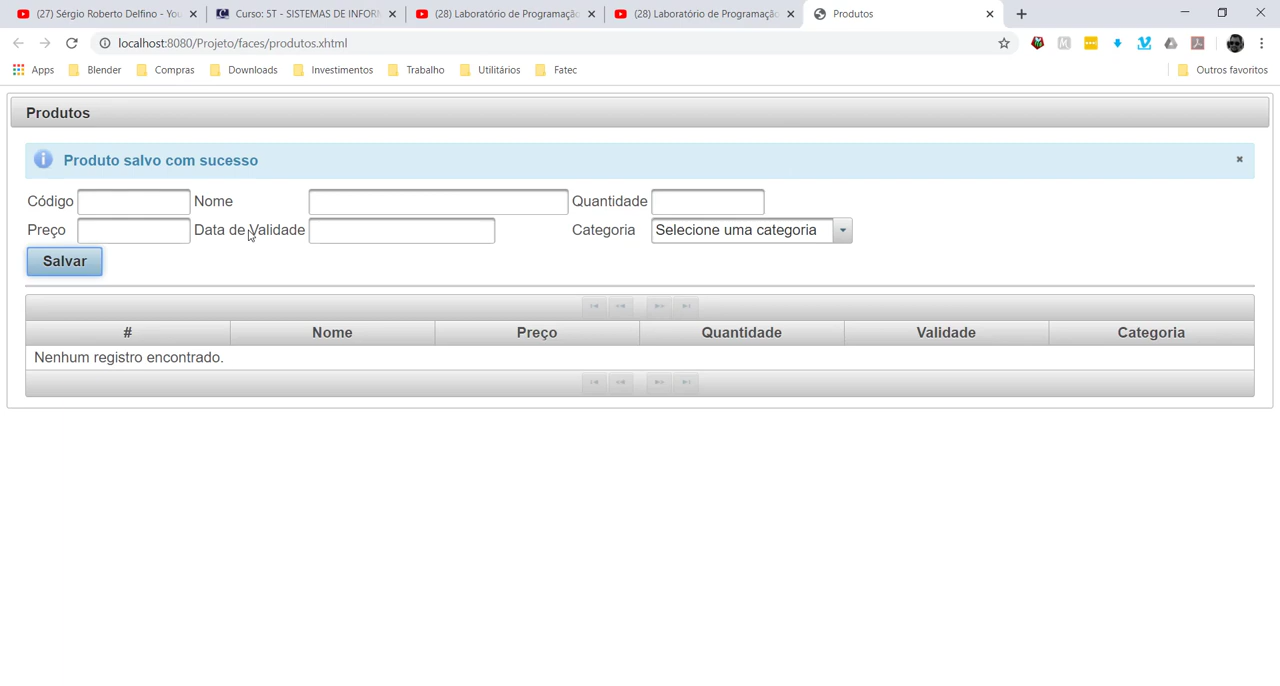 (27) Sérgio Roberto Delfino - You
Curso: 5T - SISTEMAS DE INFORM
(28) Laboratório de Programação
(28) Laboratório de Programação
Produtos
localhost:8080/Projeto/faces/produtos.xhtml
Apps Blender Compras Downloads Investimentos Trabalho Utilitários Fatec Outros favoritos
Produtos
Produto salvo com sucesso
Código Nome Quantidade
Preço Data de Validade Categoria Selecione uma categoria
Salvar
# Nome Preço Quantidade Validade Categoria
Nenhum registro encontrado.